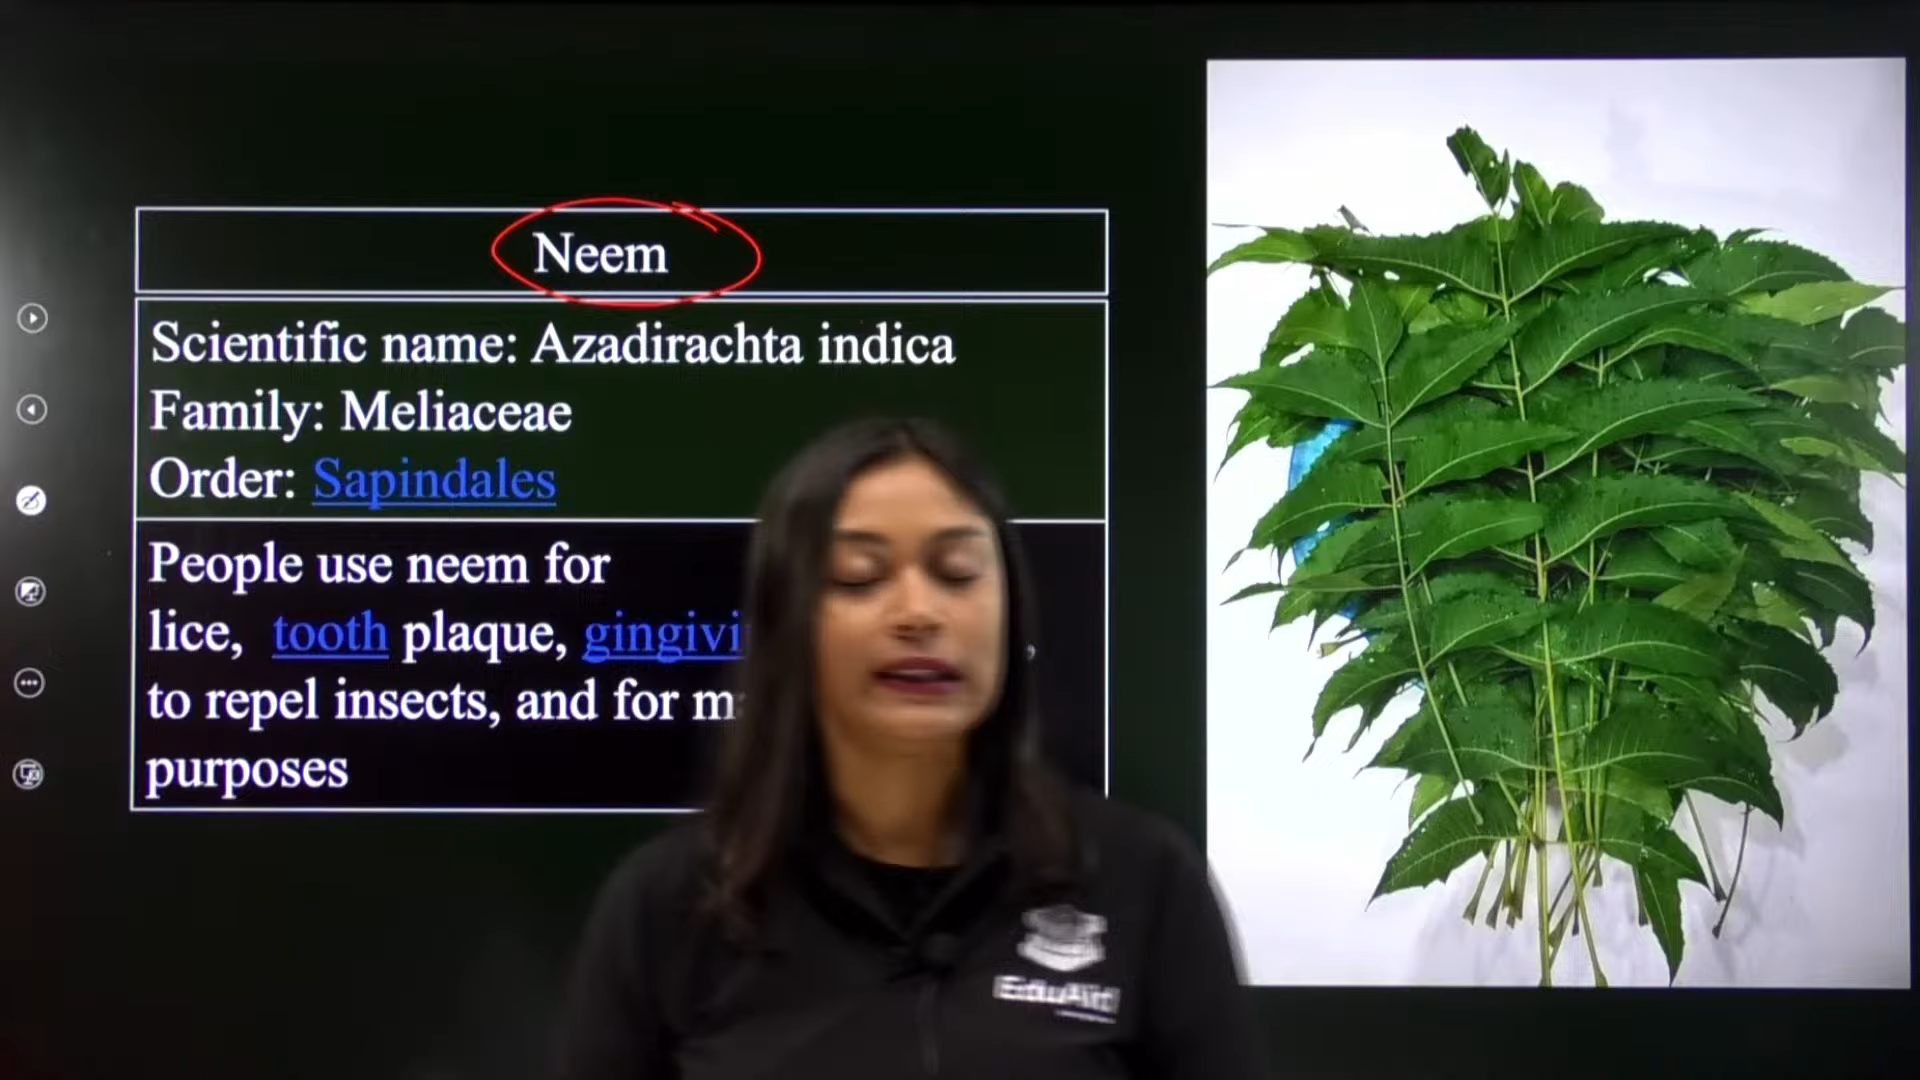 Neem
Scientific name: Azadirachta indica
Family: Meliaceae
Order: Sapindales
People use neem for
lice, tooth plaque,
to repel insects, and for
purposes